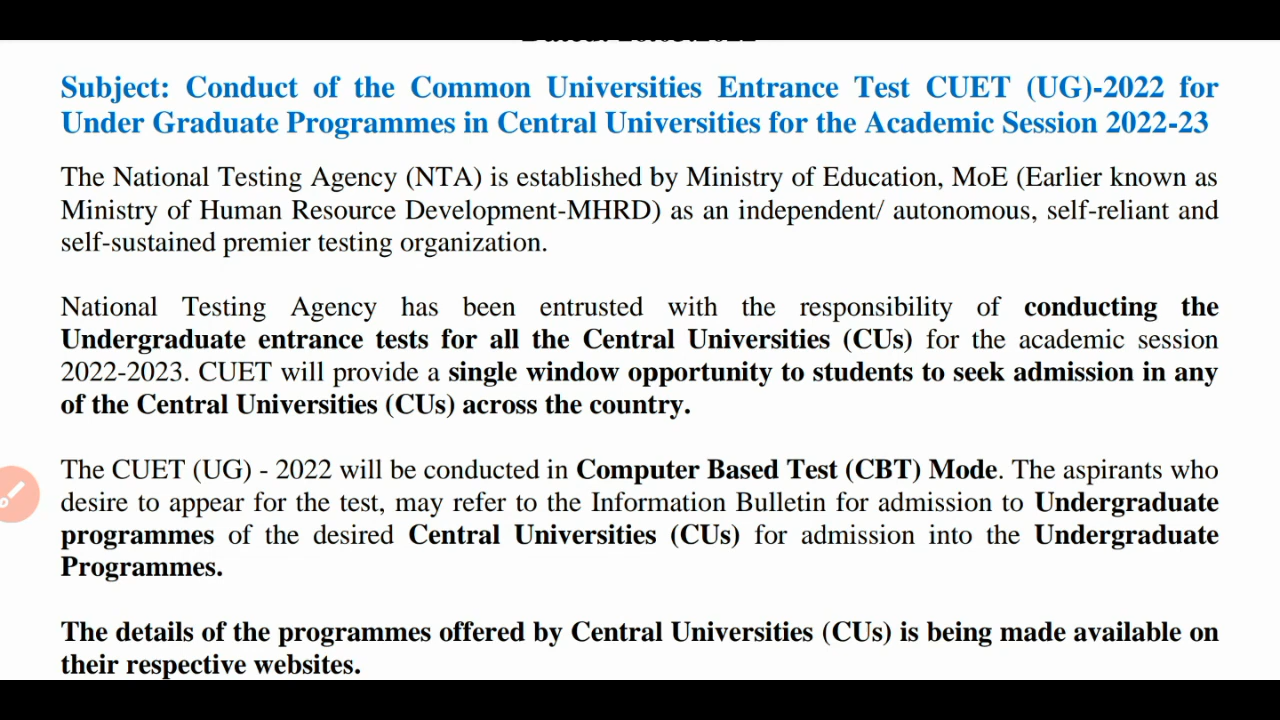 Subject: Conduct of the Common Universities Entrance Test CUET (UG)-2022 for
Under Graduate Programmes in Central Universities for the Academic Session 2022-23
The National Testing Agency (NTA) is established by Ministry of Education, MoE (Earlier known as
Ministry of Human Resource Development-MHRD) as an independent/ autonomous, self-reliant and
self-sustained premier testing organization.
National Testing Agency has been entrusted with the responsibility of conducting the
Undergraduate entrance tests for all the Central Universities (CUs) for the academic session
2022-2023. CUET will provide a single window opportunity to students to seek admission in any
of the Central Universities (CUs) across the country.
The CUET (UG) - 2022 will be conducted in Computer Based Test (CBT) Mode. The aspirants who
desire to appear for the test, may refer to the Information Bulletin for admission to Undergraduate
programmes of the desired Central Universities (CUs) for admission into the Undergraduate
Programmes.
The details of the programmes offered by Central Universities (CUs) is being made available on
their respective websites.